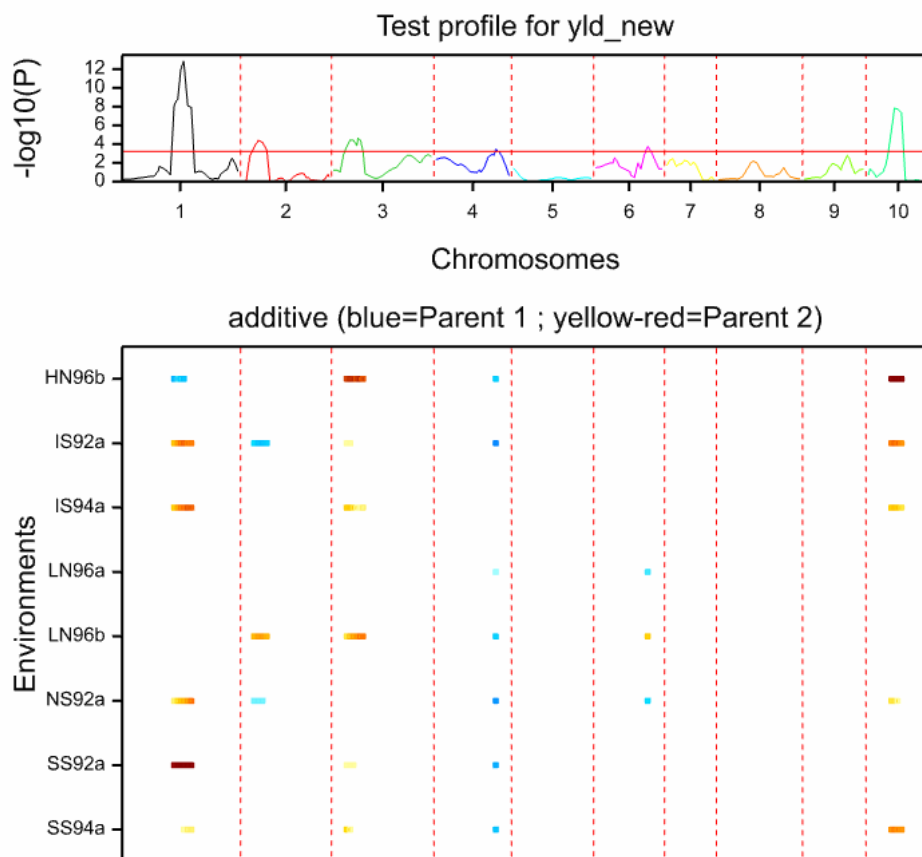 Test profile for yld_new
-log10(P)
12
10
8
6
4
2
0
1 2 3 4 5 6 7 8 9 10
Chromosomes
additive (blue=Parent 1 ; yellow-red=Parent 2)
Environments
HN96b
IS92a
IS94a
LN96a
LN96b
NS92a
SS92a
SS94a